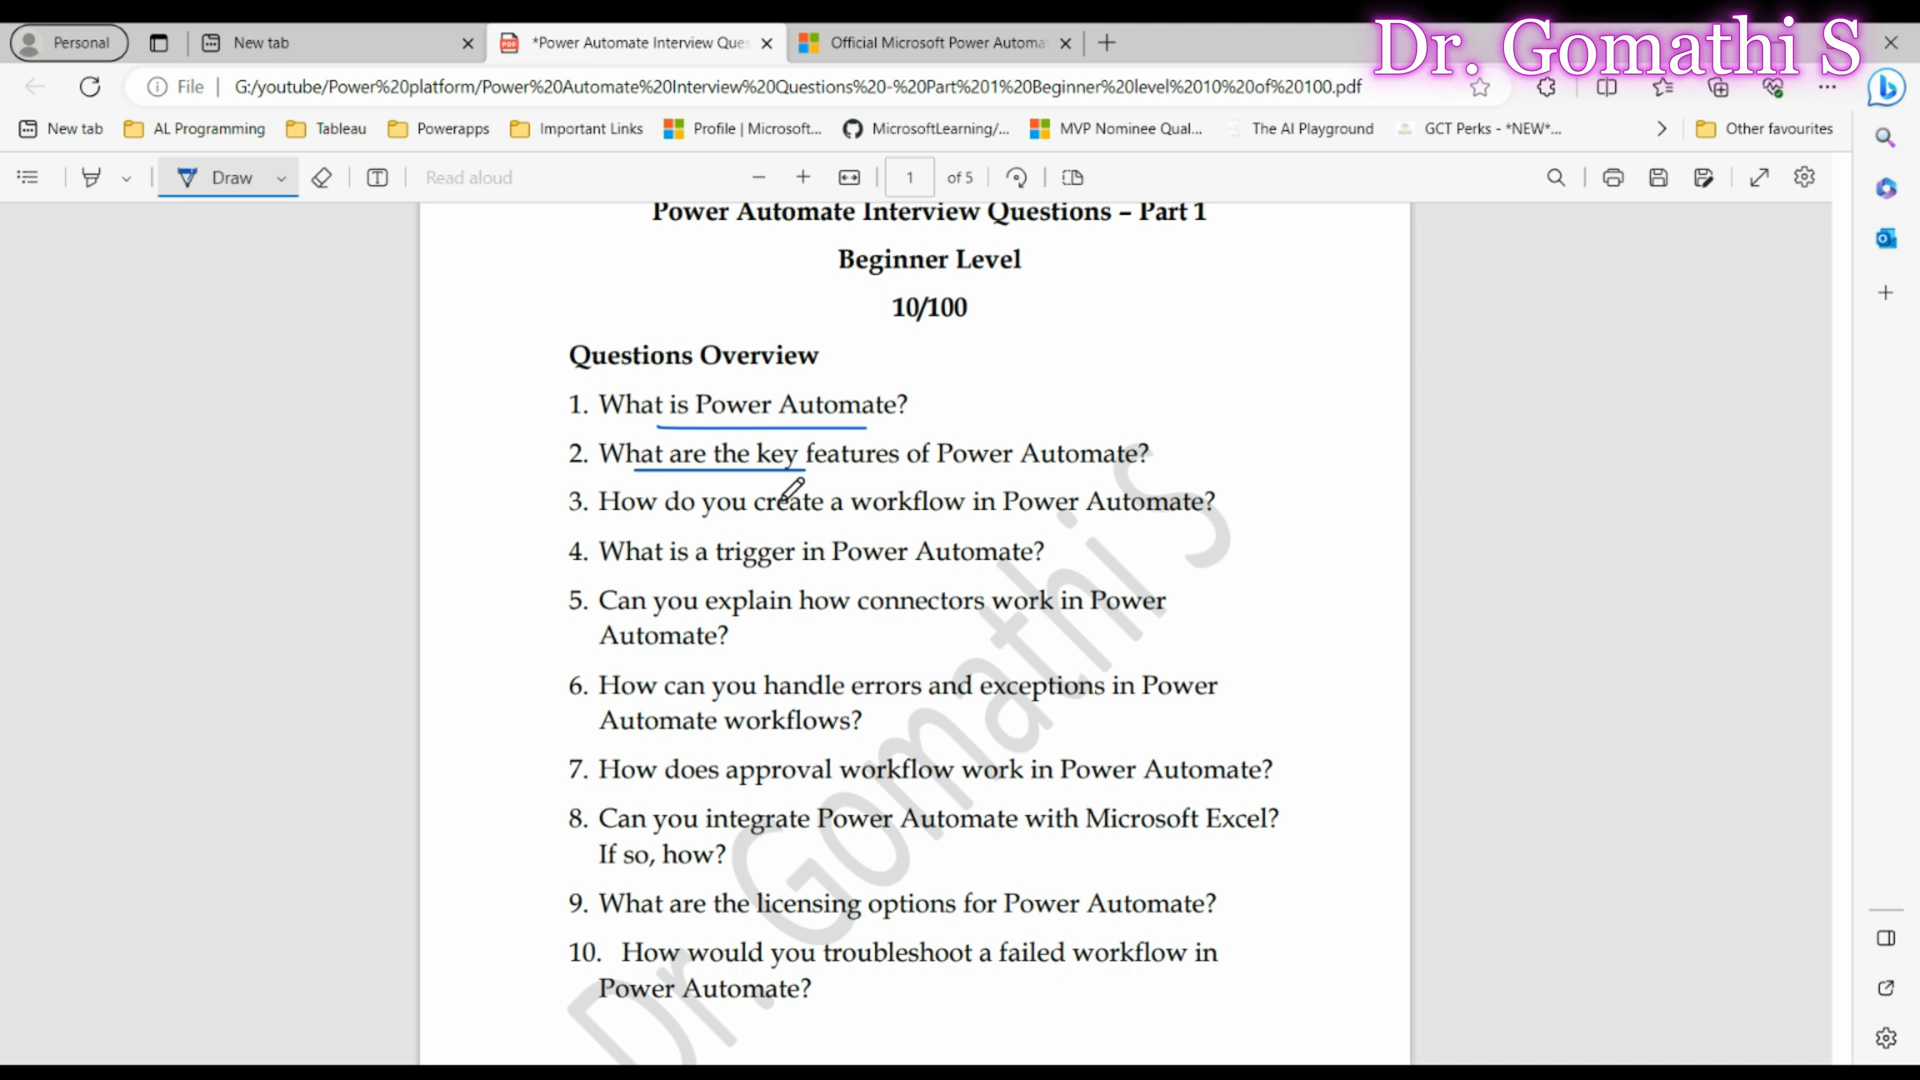 Dr. Gomathi S
Personal
New tab
*Power Automate Interview Ques
Official Microsoft Power Automa
File
G:/youtube/Power%20platform/Power%20Automate%20Interview%20Questions%20-%20Part%201%20Beginner%20level%2010%20of%20100.pdf
New tab
AL Programming
Tableau
Powerapps
Important Links
Profile | Microsoft...
MicrosoftLearning/...
MVP Nominee Qual...
The AI Playground
GCT Perks - *NEW*...
Other favourites
Draw
Read aloud
1
of 5
Power Automate Interview Questions – Part 1
Beginner Level
10/100
Questions Overview
1. What is Power Automate?
2. What are the key features of Power Automate?
3. How do you create a workflow in Power Automate?
4. What is a trigger in Power Automate?
5. Can you explain how connectors work in Power
Automate?
6. How can you handle errors and exceptions in Power
Automate workflows?
7. How does approval workflow work in Power Automate?
8. Can you integrate Power Automate with Microsoft Excel?
If so, how?
9. What are the licensing options for Power Automate?
10. How would you troubleshoot a failed workflow in
Power Automate?
Dr. Gomathi S